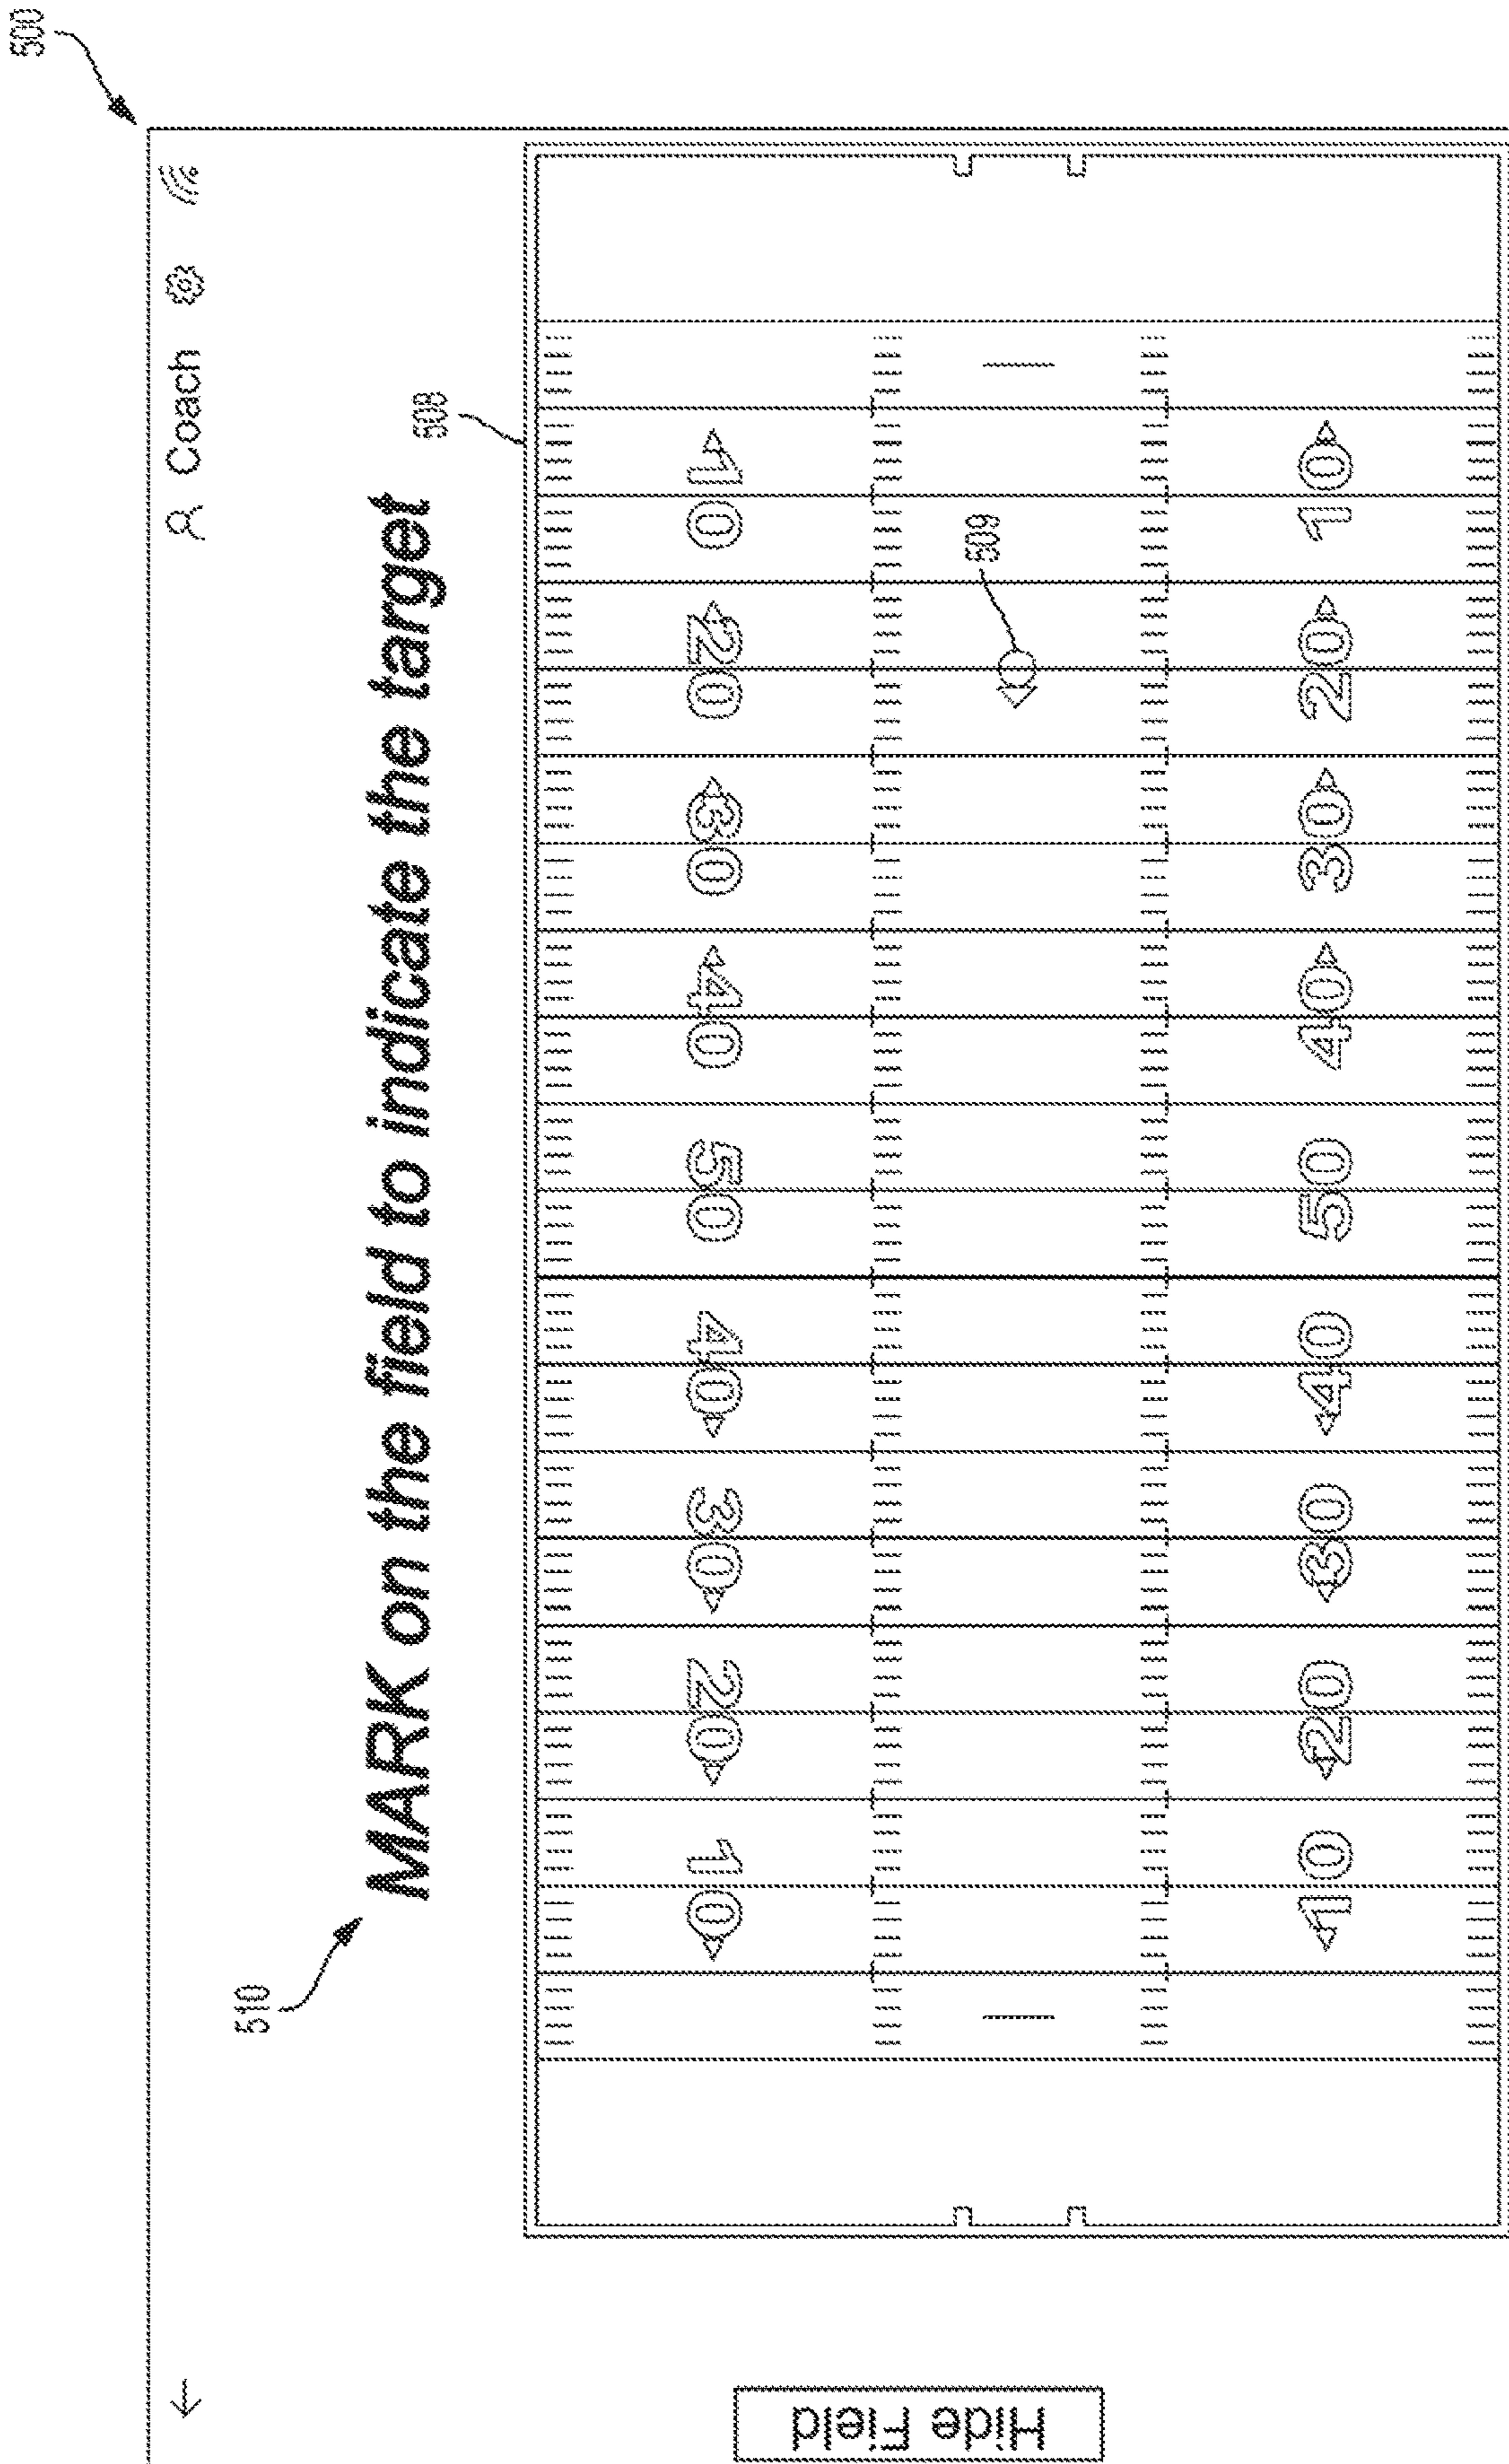 500
Coach
510
MARK on the field to indicate the target
508
10 20 30 40 50 40 30 20 10
Hide Field
509
10 20 30 40 50 40 30 20 10